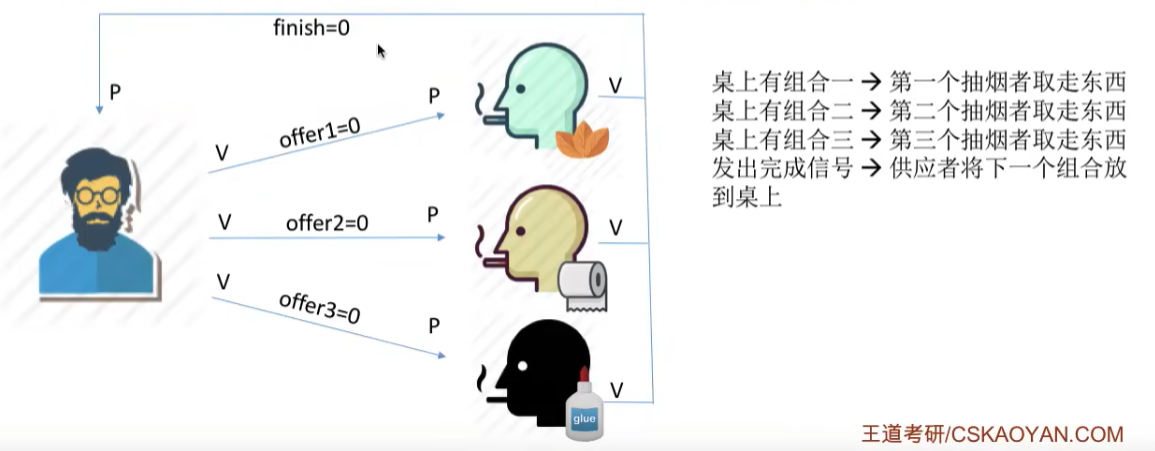 finish=0
P
P
V
V
offer1=0
V
P
V
offer2=0
V
offer3=0
P
V
glue
桌上有组合一 → 第一个抽烟者取走东西
桌上有组合二 → 第二个抽烟者取走东西
桌上有组合三 → 第三个抽烟者取走东西
发出完成信号 → 供应者将下一个组合放
到桌上
王道考研/CSKAOYAN.COM